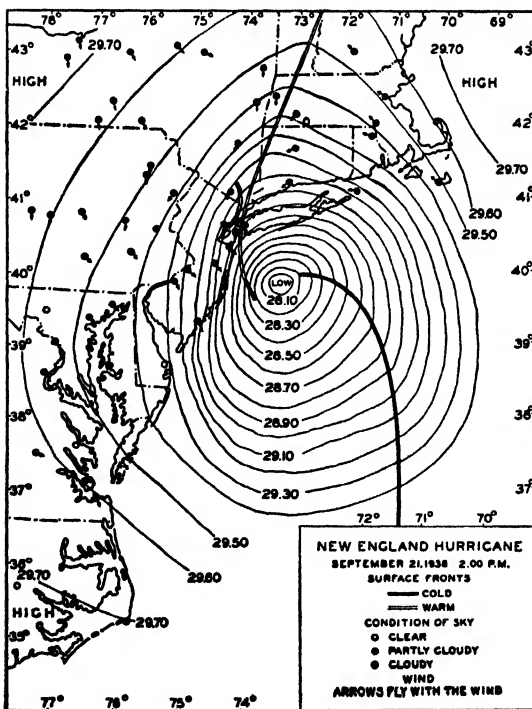 78° 77° 76° 75° 74° 73° 72° 71° 70°
43° 29.70 29.70 43°
HIGH HIGH
42° 42°
29.70
41° 41°
29.60
29.50
40° LOW 40°
28.10
28.30
39° 28.50 39°
28.70
38° 28.90 38°
29.10
37° 29.30 37°
72° 71° 70°
29.50
36° 29.60
29.70
HIGH
35° 29.70
78° 77° 76° 75° 74°
NEW ENGLAND HURRICANE
SEPTEMBER 21.1938 2.00 P.M.
SURFACE FRONTS
COLD
WARM
CONDITION OF SKY
CLEAR
PARTLY CLOUDY
CLOUDY
WIND
ARROWS FLY WITH THE WIND